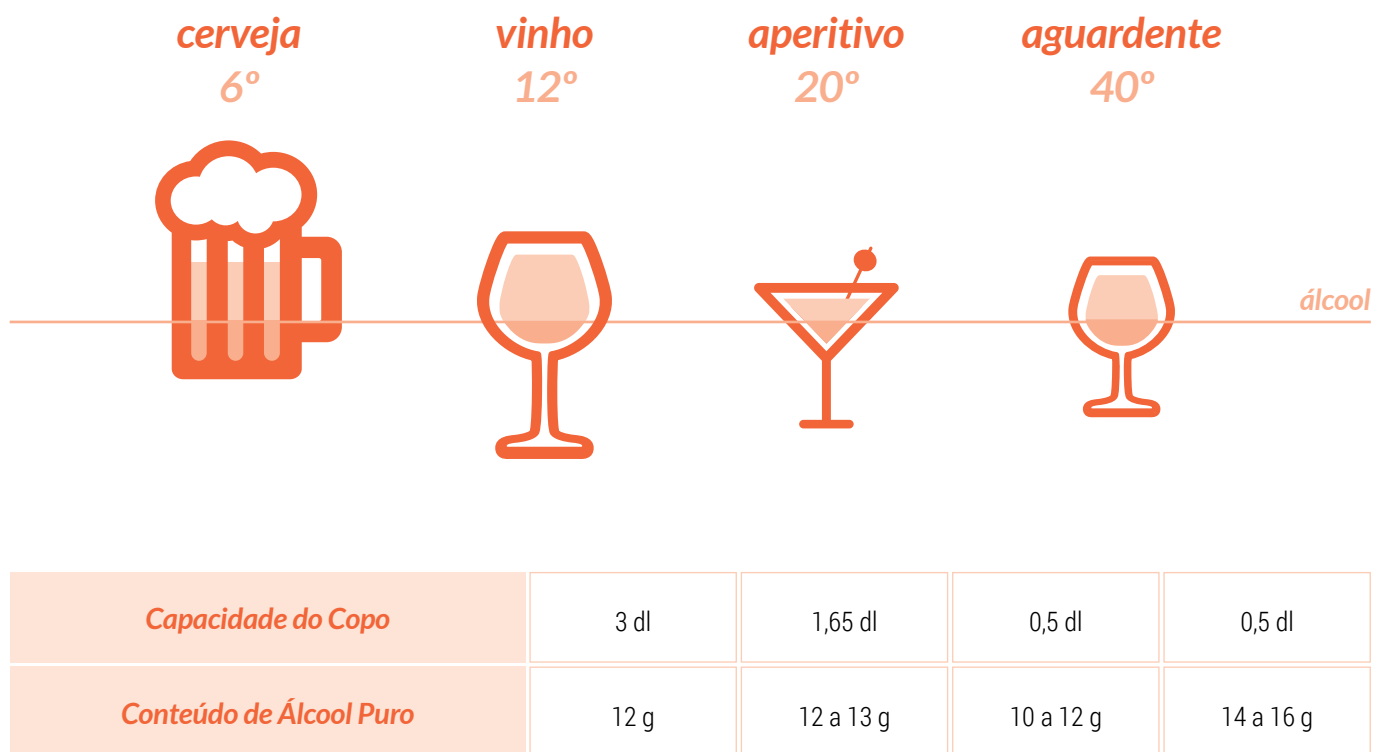 cerveja vinho aperitivo aguardente
6º 12º 20º 40º
álcool
Capacidade do Copo 3 dl 1,65 dl 0,5 dl 0,5 dl
Conteúdo de Álcool Puro 12 g 12 a 13 g 10 a 12 g 14 a 16 g